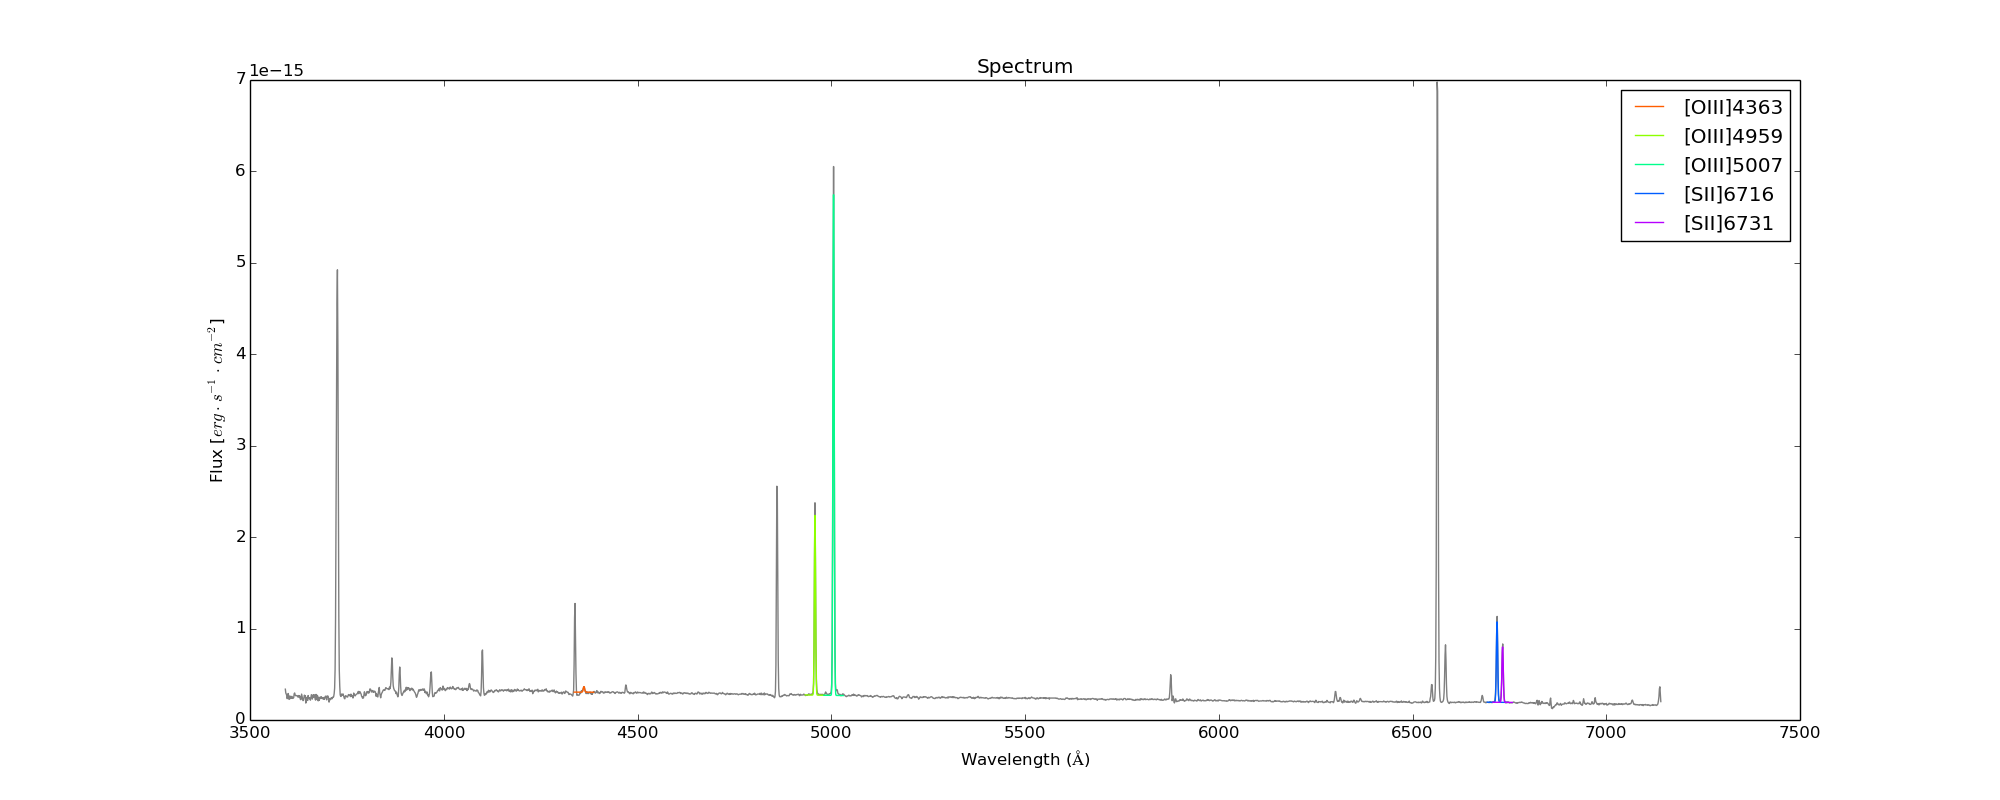 Spectrum
1e−15
7
6
5
4
3
2
1
0
Flux [erg · s⁻¹ · cm⁻²]
[OIII]4363
[OIII]4959
[OIII]5007
[SII]6716
[SII]6731
3500 4000 4500 5000 5500 6000 6500 7000 7500
Wavelength (Å)